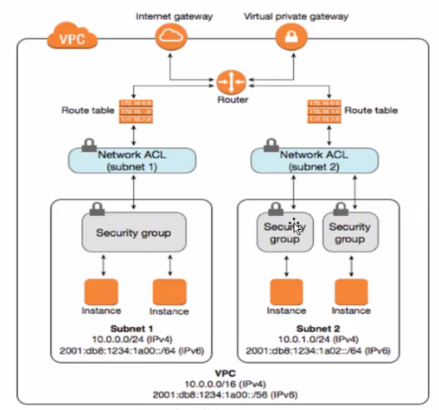 Internet gateway
Virtual private gateway
VPC
Router
Route table
Route table
Network ACL
(subnet 1)
Network ACL
(subnet 2)
Security group
Security
group
Security
group
Instance
Instance
Instance
Instance
Subnet 1
10.0.0.0/24 (IPv4)
2001:db8:1234:1a00::/64 (IPv6)
Subnet 2
10.0.1.0/24 (IPv4)
2001:db8:1234:1a02::/64 (IPv6)
VPC
10.0.0.0/16 (IPv4)
2001:db8:1234:1a00::/56 (IPv6)